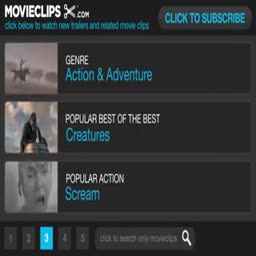 MOVIECLIPS.COM
click below to watch new trailers and related movie clips
CLICK TO SUBSCRIBE
GENRE
Action & Adventure
POPULAR BEST OF THE BEST
Creatures
POPULAR ACTION
Scream
1 2 3 4 5
click to search only movieclips